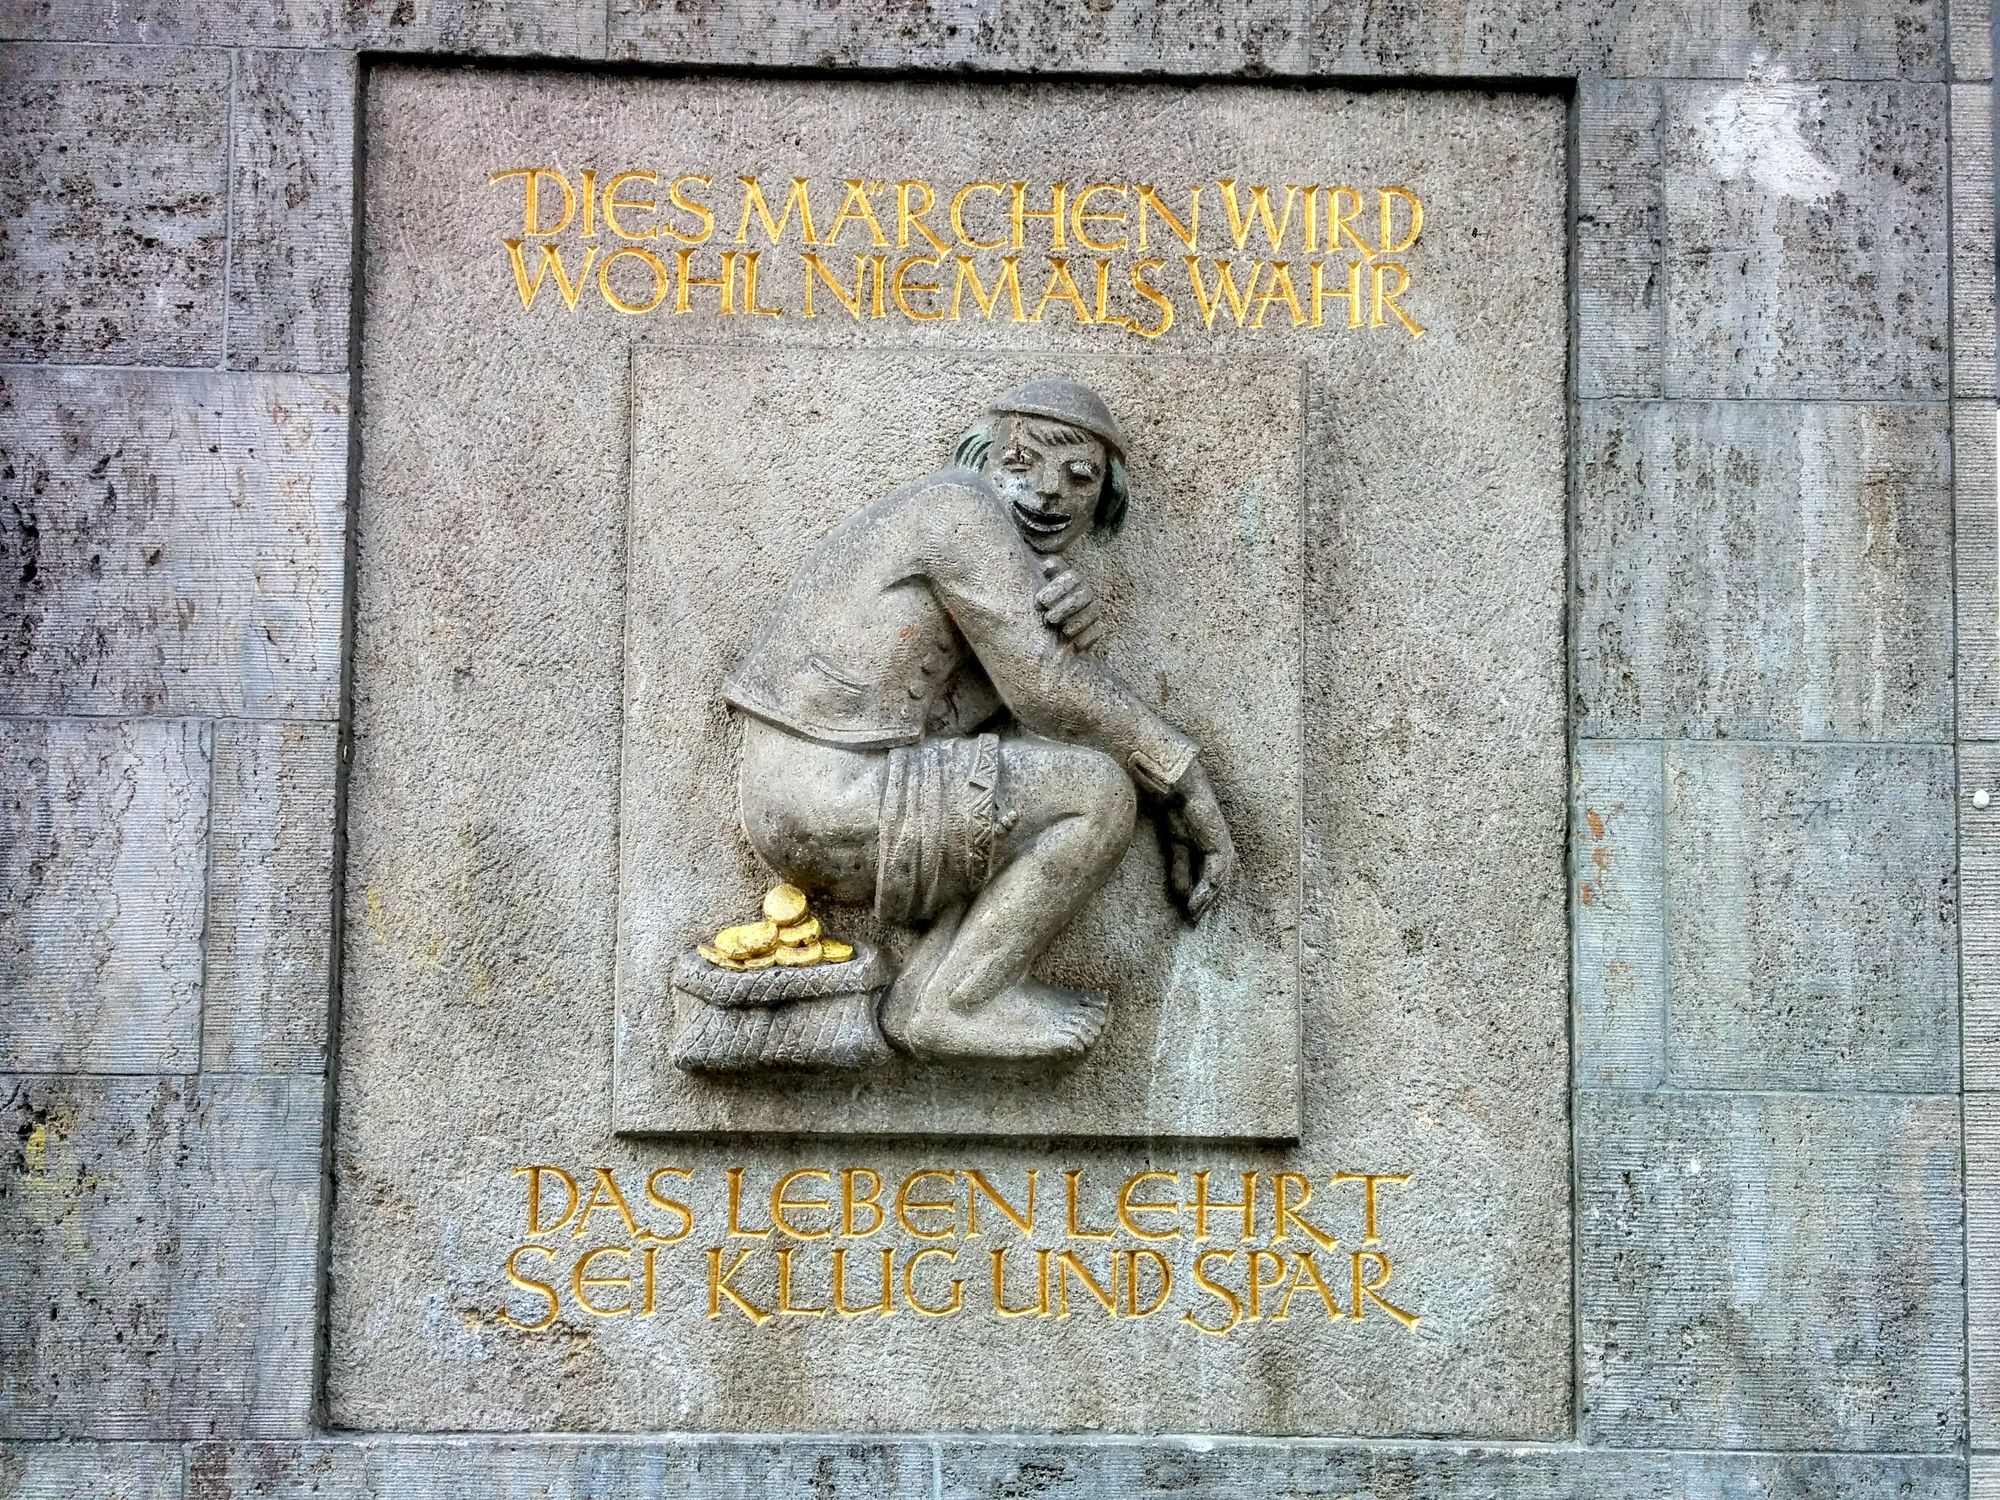 DIES MÄRCHEN WIRD
WOHL NIEMALS WAHR
DAS LEBEN LEHRT
SEI KLUG UND SPAR